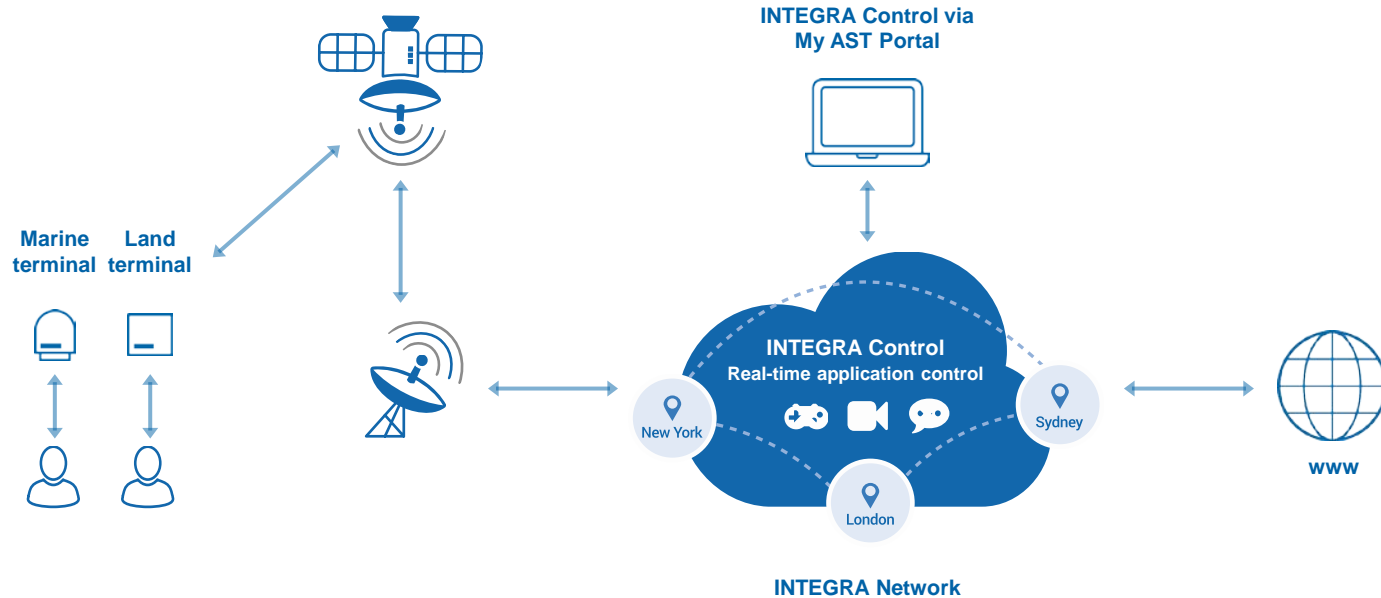 INTEGRA Control via
My AST Portal
Marine
terminal
Land
terminal
INTEGRA Control
Real-time application control
New York
Sydney
London
www
INTEGRA Network